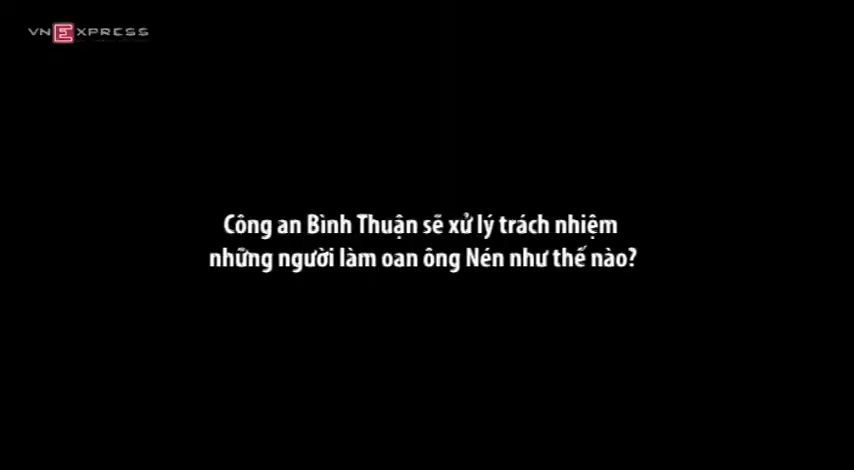 VNEXPRESS
Công an Bình Thuận sẽ xử lý trách nhiệm
những người làm oan ông Nén như thế nào?